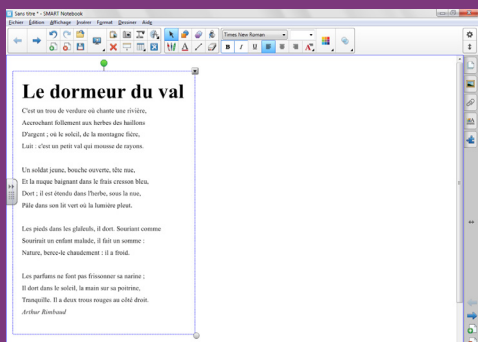 Sans titre * - SMART Notebook
Fichier Édition Affichage Insérer Format Dessiner Aide
Times New Roman
B I U
Le dormeur du val
C'est un trou de verdure où chante une rivière,
Accrochant follement aux herbes des haillons
D'argent ; où le soleil, de la montagne fière,
Luit : c'est un petit val qui mousse de rayons.
Un soldat jeune, bouche ouverte, tête nue,
Et la nuque baignant dans le frais cresson bleu,
Dort ; il est étendu dans l'herbe, sous la nue,
Pâle dans son lit vert où la lumière pleut.
Les pieds dans les glaïeuls, il dort. Souriant comme
Sourirait un enfant malade, il fait un somme :
Nature, berce-le chaudement : il a froid.
Les parfums ne font pas frissonner sa narine ;
Il dort dans le soleil, la main sur sa poitrine,
Tranquille. Il a deux trous rouges au côté droit.
Arthur Rimbaud